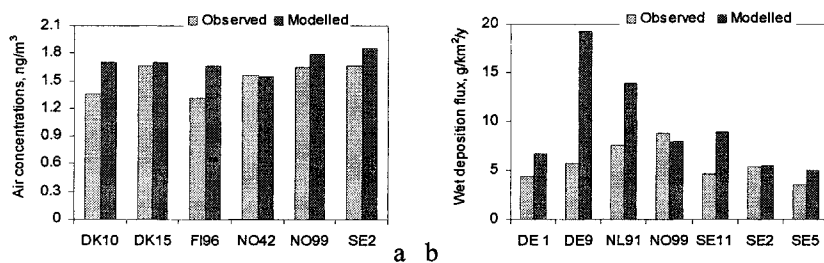 Observed Modelled
Air concentrations, ng/m³
2.1
1.8
1.5
1.2
0.9
0.6
0.3
0
DK10 DK15 FI96 NO42 NO99 SE2
a
Observed Modelled
Wet deposition flux, g/km²/y
20
15
10
5
0
DE 1 DE9 NL91 NO99 SE11 SE2 SE5
b